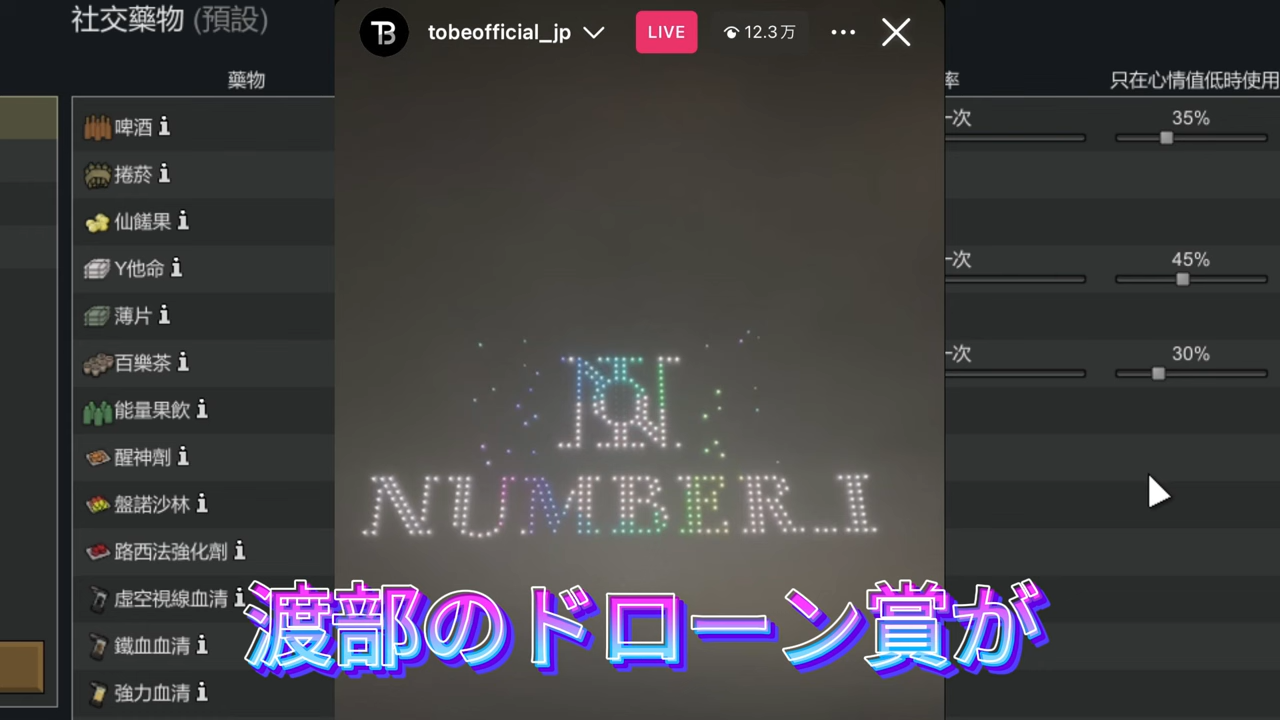 社交藥物 (預設)
tobeofficial_jp
LIVE
12.3万
藥物
率
只在心情值低時使用
啤酒
一次
35%
捲菸
仙饈果
Y他命
一次
45%
薄片
百樂茶
一次
30%
能量果飲
醒神劑
盤諾沙林
路西法強化劑
虛空視線血清
鐵血血清
強力血清
NUMBER_I
渡部のドローン賞が